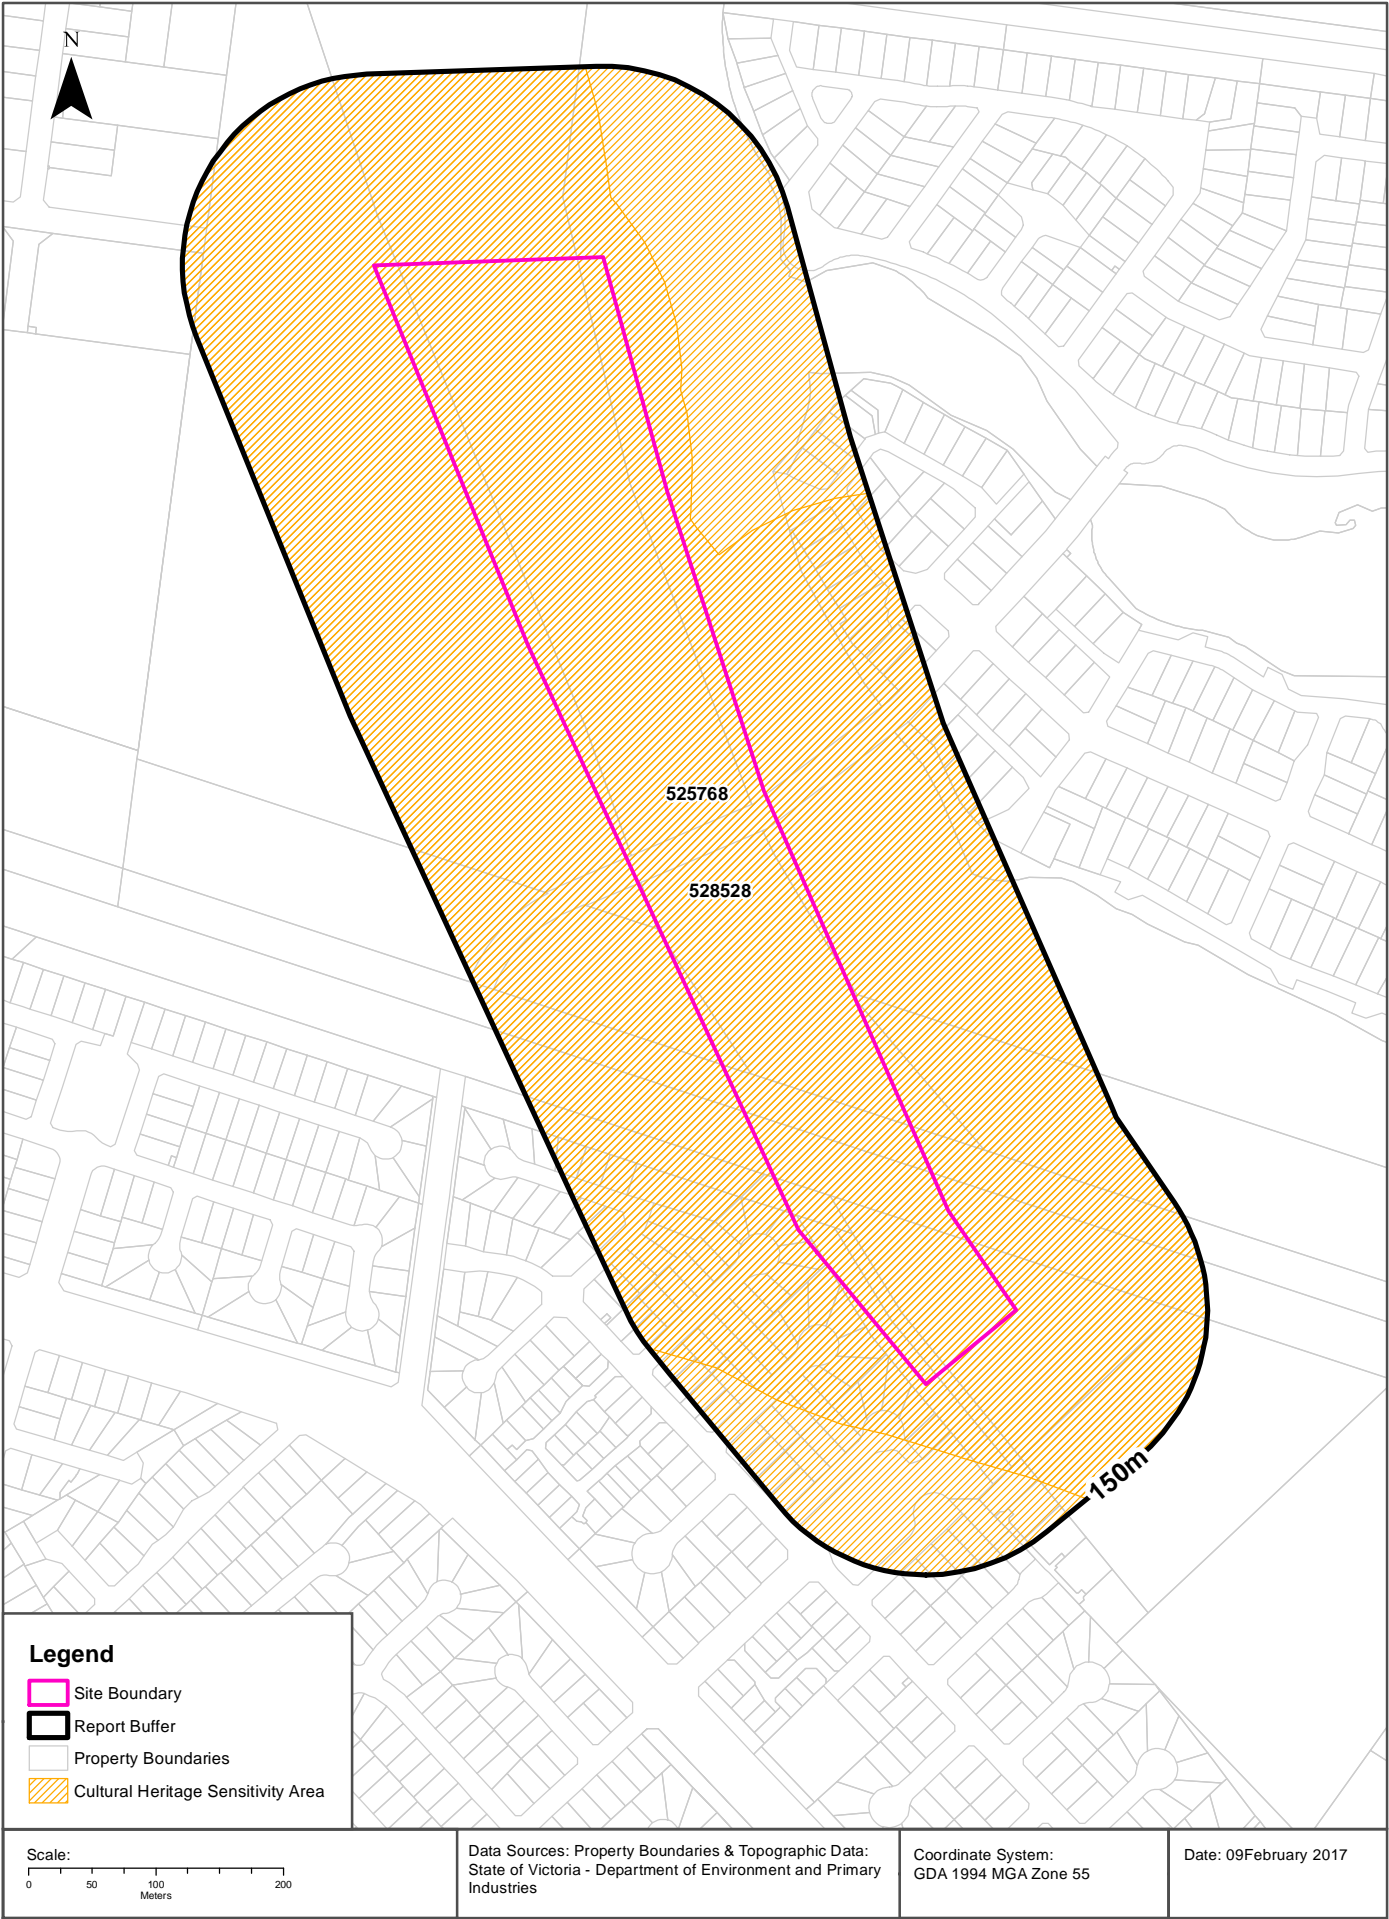 N
525768
528528
150m
Legend
Site Boundary
Report Buffer
Property Boundaries
Cultural Heritage Sensitivity Area
Scale:
0 50 100 200
Meters
Data Sources: Property Boundaries & Topographic Data:
State of Victoria - Department of Environment and Primary
Industries
Coordinate System:
GDA 1994 MGA Zone 55
Date: 09February 2017